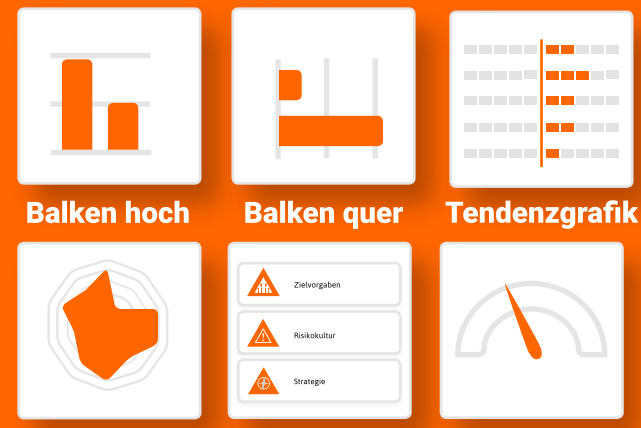 Balken hoch
Balken quer
Tendenzgrafik
Zielvorgaben
Risikokultur
Strategie